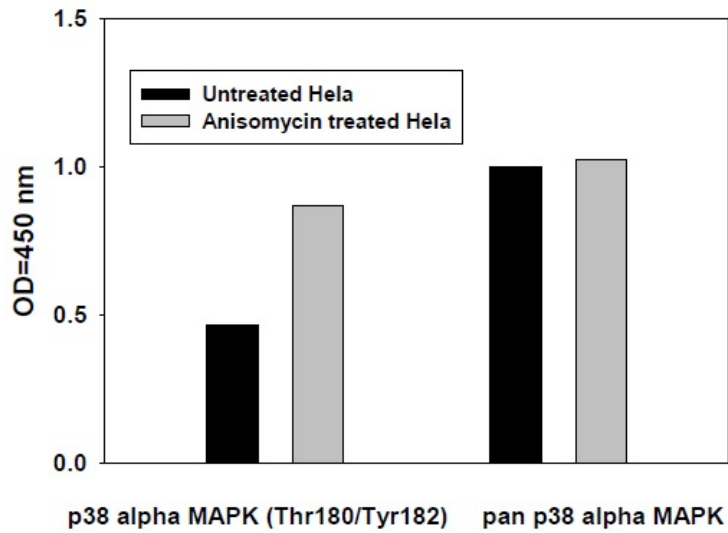 1.5
Untreated Hela
Anisomycin treated Hela
1.0
OD=450 nm
0.5
0.0
p38 alpha MAPK (Thr180/Tyr182) pan p38 alpha MAPK